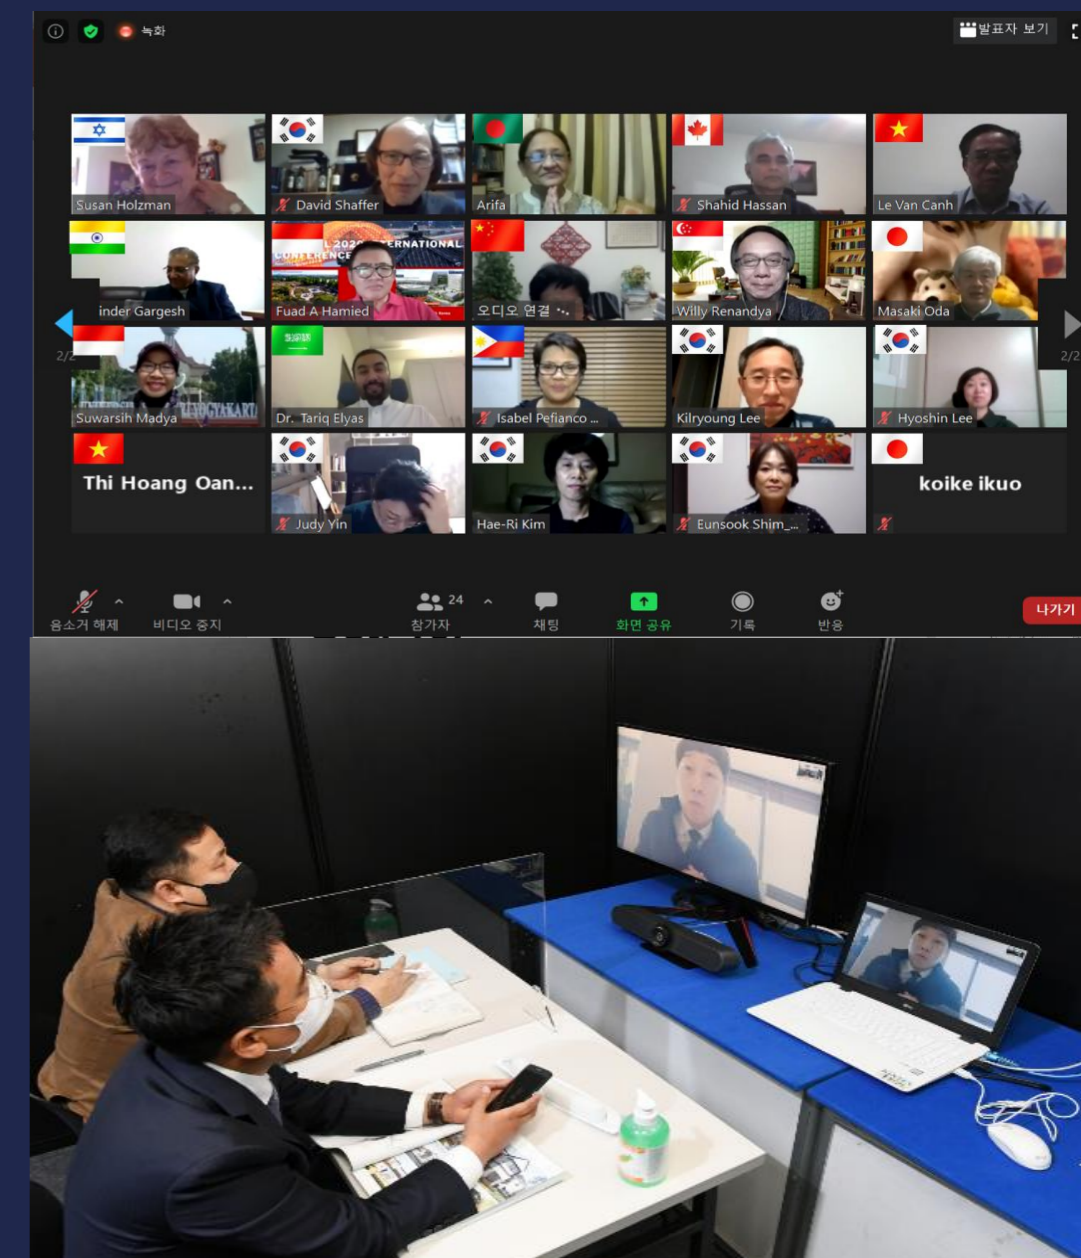 녹화
발표자 보기
Susan Holzman
David Shaffer
Arifa
Shahid Hassan
Le Van Canh
inder Gargesh
L 2020
ERNATIONAL
CONFERENCE
Fuad A Hamied
오디오 연결 ...
Willy Renandya
Masaki Oda
2/2
2/2
Suwarsih Madya
YOGYAKART
Dr. Tariq Elyas
Isabel Pefianco ...
Kilryoung Lee
Hyoshin Lee
Thi Hoang Oan...
Judy Yin
Hae-Ri Kim
Eunsook Shim_...
koike ikuo
24
음소거 해제
비디오 중지
참가자
채팅
화면 공유
기록
반응
나가기